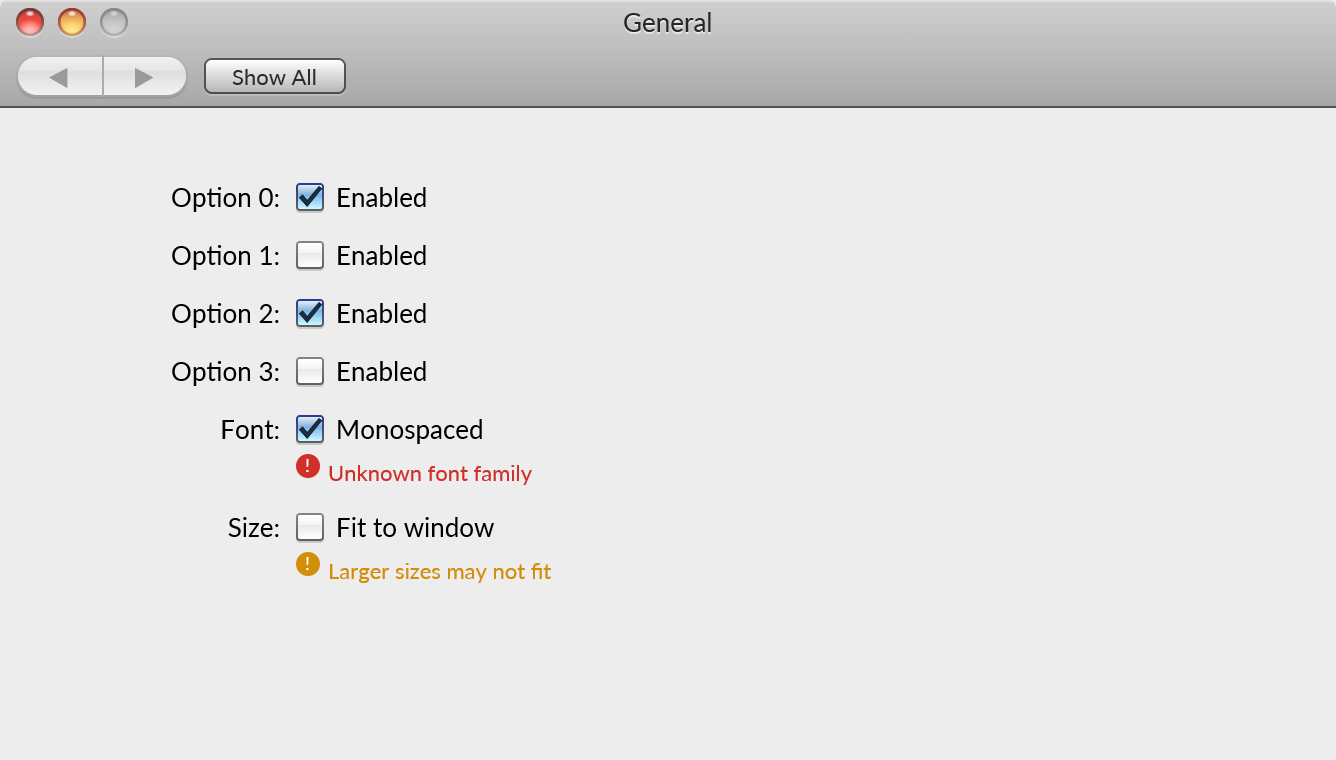 General
Show All
Option 0: Enabled
Option 1: Enabled
Option 2: Enabled
Option 3: Enabled
Font: Monospaced
! Unknown font family
Size: Fit to window
! Larger sizes may not fit